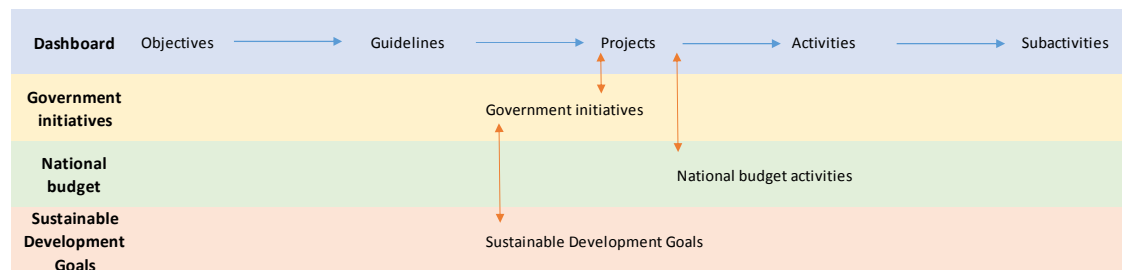 Dashboard Objectives Guidelines Projects Activities Subactivities
Government
initiatives
Government initiatives
National
budget
National budget activities
Sustainable
Development
Goals
Sustainable Development Goals